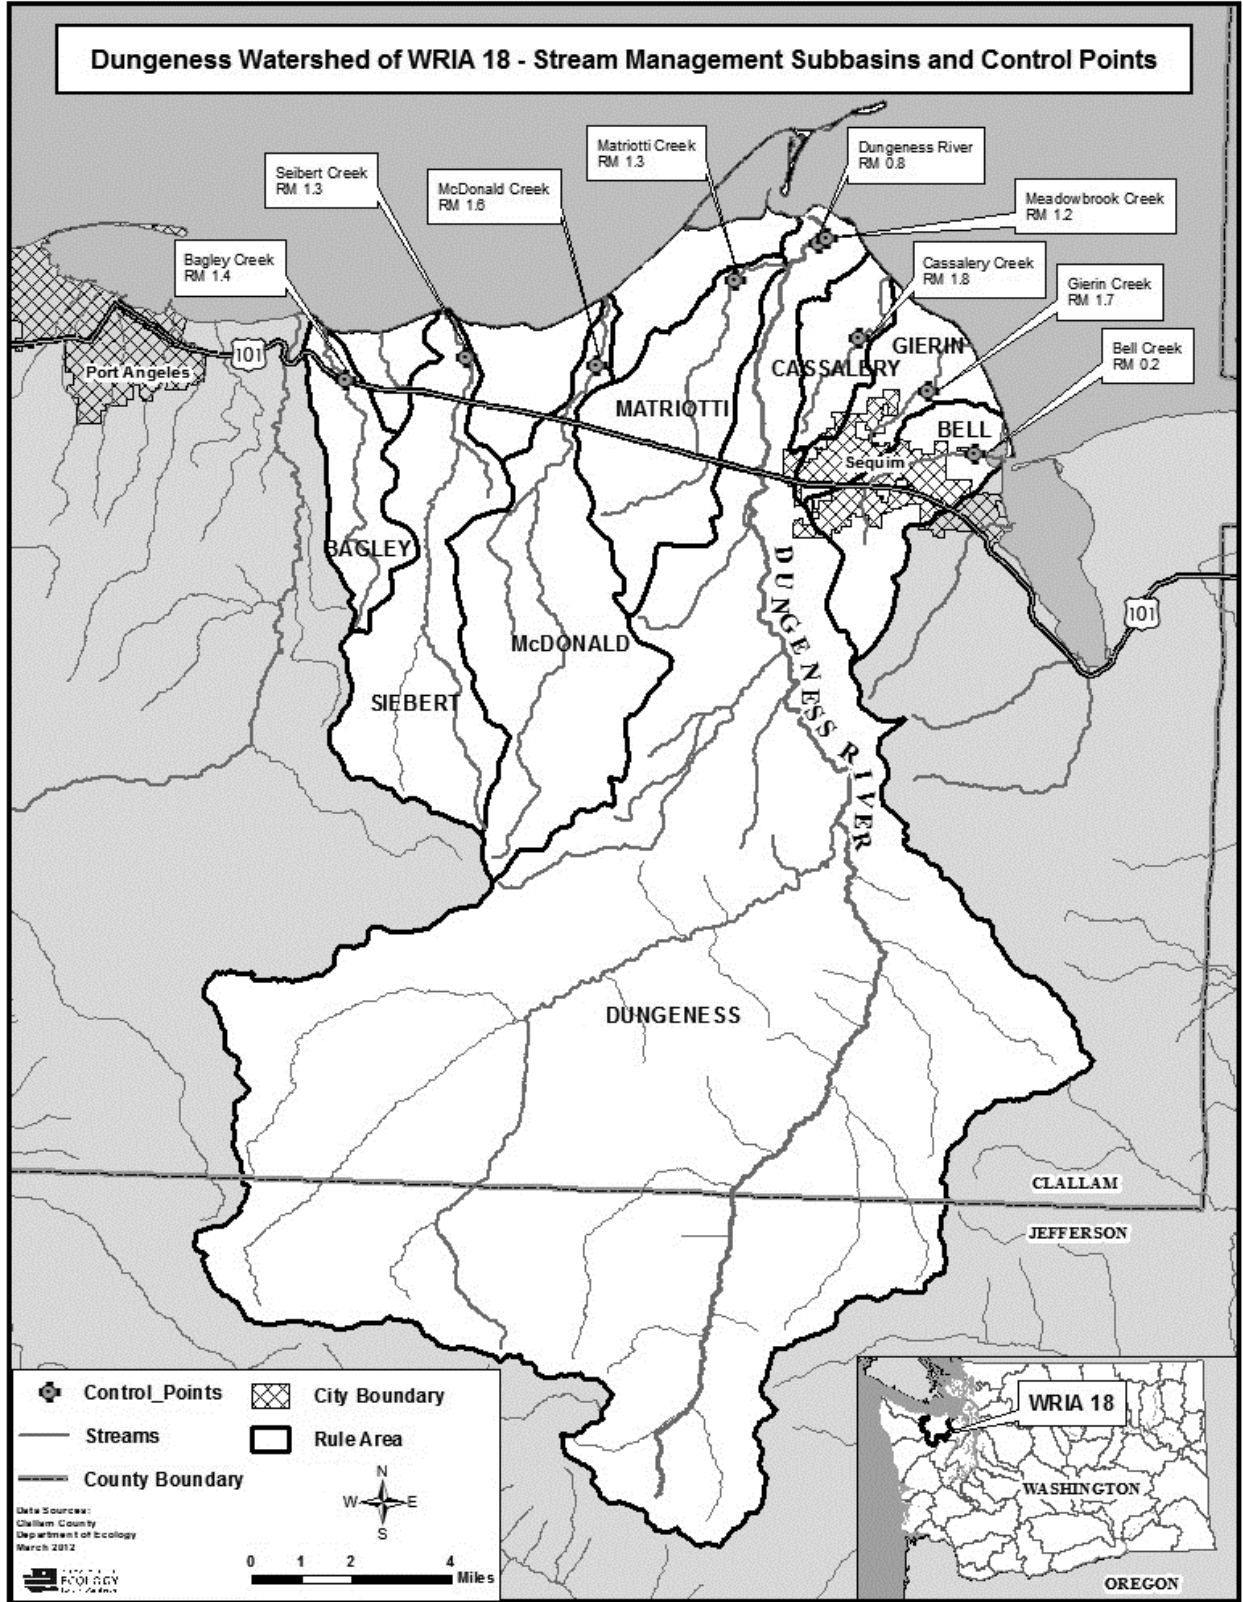 Dungeness Watershed of WRIA 18 - Stream Management Subbasins and Control Points
Matriotti Creek
RM 1.3
Dungeness River
RM 0.8
Seibert Creek
RM 1.3
McDonald Creek
RM 1.6
Meadowbrook Creek
RM 1.2
Bagley Creek
RM 1.4
Cassalery Creek
RM 1.8
Gierin Creek
RM 1.7
Bell Creek
RM 0.2
101
Port Angeles
GIERIN
CASSALERY
MATRIOTTI
BELL
Sequim
BAGLEY
DUNGENESS RIVER
101
McDONALD
SIEBERT
DUNGENESS
CLALLAM
JEFFERSON
Control_Points
City Boundary
Streams
Rule Area
County Boundary
N
W E
S
Data Sources:
Clallam County
Department of Ecology
March 2012
ECOLOGY
0 1 2 4
Miles
WRIA 18
WASHINGTON
OREGON